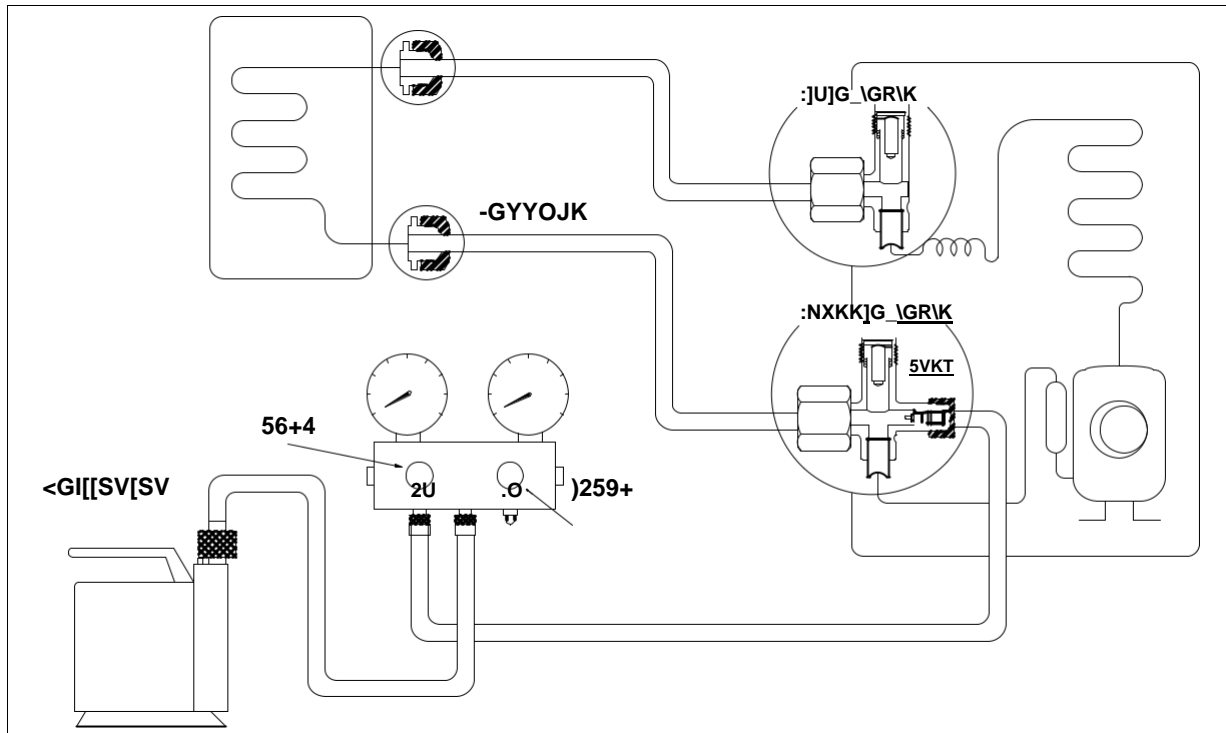 :]U]G_\GR\K
-GYYOJK
:NXKK]G_\GR\K
5VKT
56+4
<GI[[SV[SV
2U
.O
)259+